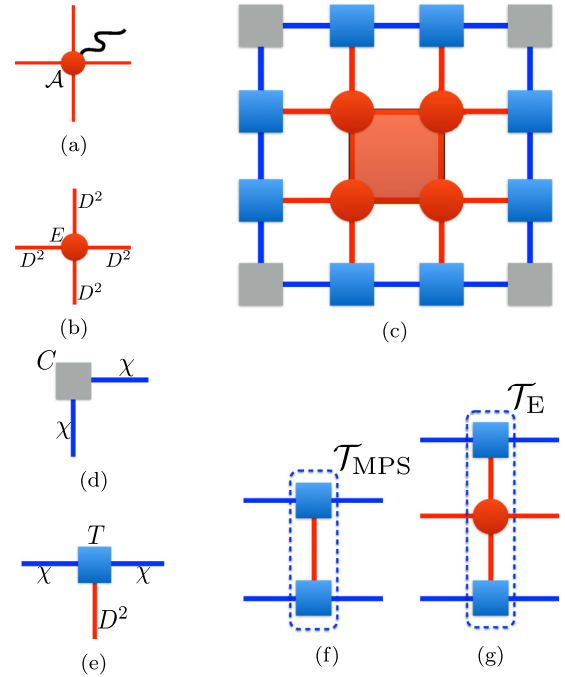 𝒜
(a)
D²
E
D² D²
D²
(b)
(c)
C
χ
χ
(d)
T
χ χ
D²
(e)
𝒯_MPS
(f)
𝒯_E
(g)